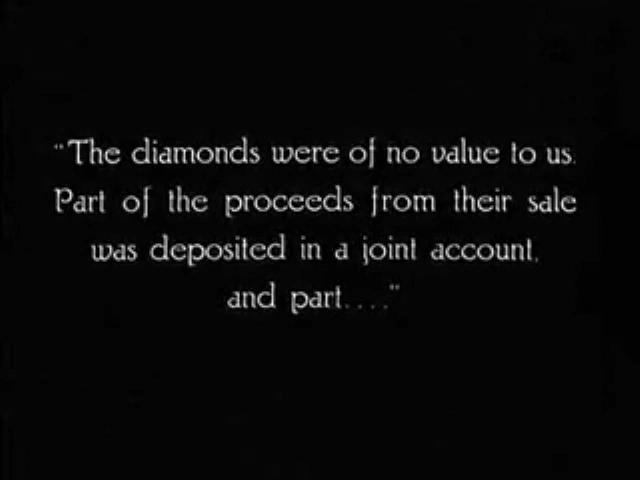 "The diamonds were of no value to us.
Part of the proceeds from their sale
was deposited in a joint account,
and part...."